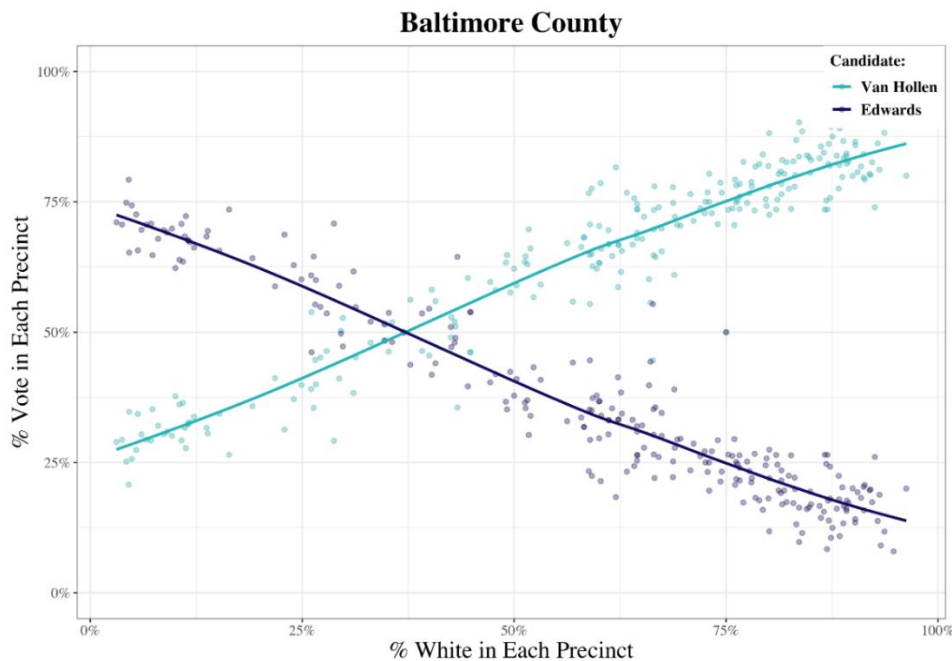 Baltimore County
Candidate:
Van Hollen
Edwards
100%
75%
50%
25%
0%
% Vote in Each Precinct
0% 25% 50% 75% 100%
% White in Each Precinct